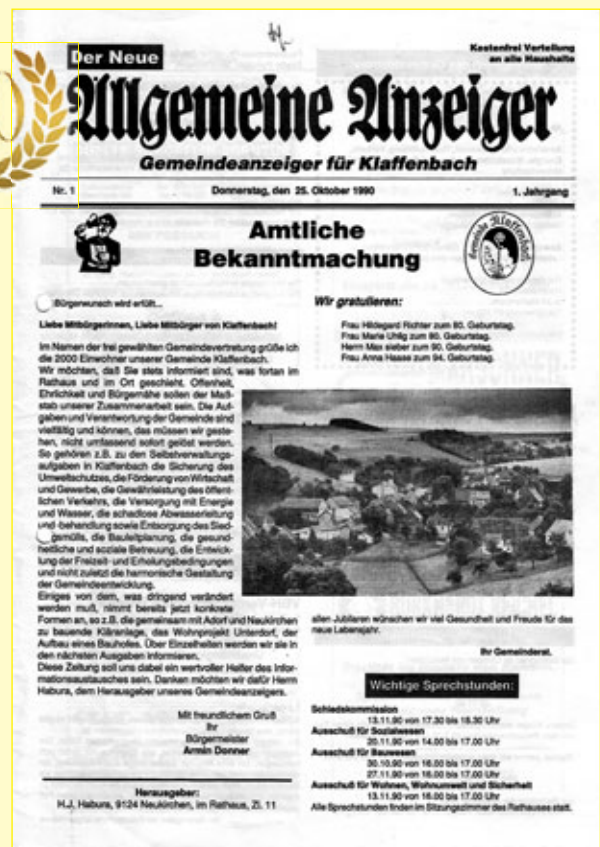 Der Neue
Kostenfrei Verteilung
an alle Haushalte
Allgemeine Anzeiger
Gemeindeanzeiger für Klaffenbach
Nr. 1
Donnerstag, den 25. Oktober 1990
1. Jahrgang
Amtliche
Bekanntmachung
Gemeinde Klaffenbach
Bürgerwunsch wird erfüllt...
Liebe Mitbürgerinnen, Liebe Mitbürger von Klaffenbach!
Im Namen der frei gewählten Gemeindevertretung grüße ich
die 2000 Einwohner unserer Gemeinde Klaffenbach.
Wir möchten, daß Sie stets informiert sind, was fortan im
Rathaus und im Ort geschieht. Offenheit,
Ehrlichkeit und Bürgernähe sollen der Maß-
stab unserer Zusammenarbeit sein. Die Auf-
gaben und Verantwortung der Gemeinde sind
vielfältig und können, das müssen wir geste-
hen, nicht umfassend sofort gelöst werden.
So gehören z.B. zu den Selbstverwaltungs-
aufgaben in Klaffenbach die Sicherung des
Umweltschutzes, die Förderung von Wirtschaft
und Gewerbe, die Gewährleistung des öffent-
lichen Verkehrs, die Versorgung mit Energie
und Wasser, die schadlose Abwasserleitung
und -behandlung sowie Entsorgung des Sied-
gsmülls, die Bauleitplanung, die gesund-
heitliche und soziale Betreuung, die Entwick-
lung der Freizeit- und Erholungsbedingungen
und nicht zuletzt die harmonische Gestaltung
der Gemeindeentwicklung.
Einiges von dem, was dringend verändert
werden muß, nimmt bereits jetzt konkrete
Formen an, so z.B. die gemeinsam mit Adorf und Neukirchen
zu bauende Kläranlage, das Wohnprojekt Unterdorf, der
Aufbau eines Bauhofes. Über Einzelheiten werden wir sie in
den nächsten Ausgaben informieren.
Diese Zeitung soll uns dabei ein wertvoller Helfer des Infor-
mationsaustausches sein. Danken möchten wir dafür Herrn
Habura, dem Herausgeber unseres Gemeindeanzeigers.
Mit freundlichem Gruß
Ihr
Bürgermeister
Armin Donner
Herausgeber:
H.J. Habura, 9124 Neukirchen, im Rathaus, Zi. 11
Wir gratulieren:
Frau Hildegard Richter zum 80. Geburtstag.
Frau Marie Uhlig zum 80. Geburtstag.
Herrn Max sieber zum 90. Geburtstag.
Frau Anna Haase zum 94. Geburtstag.
allen Jubilaren wünschen wir viel Gesundheit und Freude für das
neue Lebensjahr.
Ihr Gemeinderat.
Wichtige Sprechstunden:
Schiedskommission
13.11.90 von 17.30 bis 18.30 Uhr
Ausschuß für Sozialwesen
20.11.90 von 14.00 bis 17.00 Uhr
Ausschuß für Bauwesen
30.10.90 von 16.00 bis 17.00 Uhr
27.11.90 von 16.00 bis 17.00 Uhr
Ausschuß für Wohnen, Wohnumwelt und Sicherheit
13.11.90 von 16.00 bis 17.00 Uhr
Alle Sprechstunden finden im Sitzungszimmer des Rathauses statt.